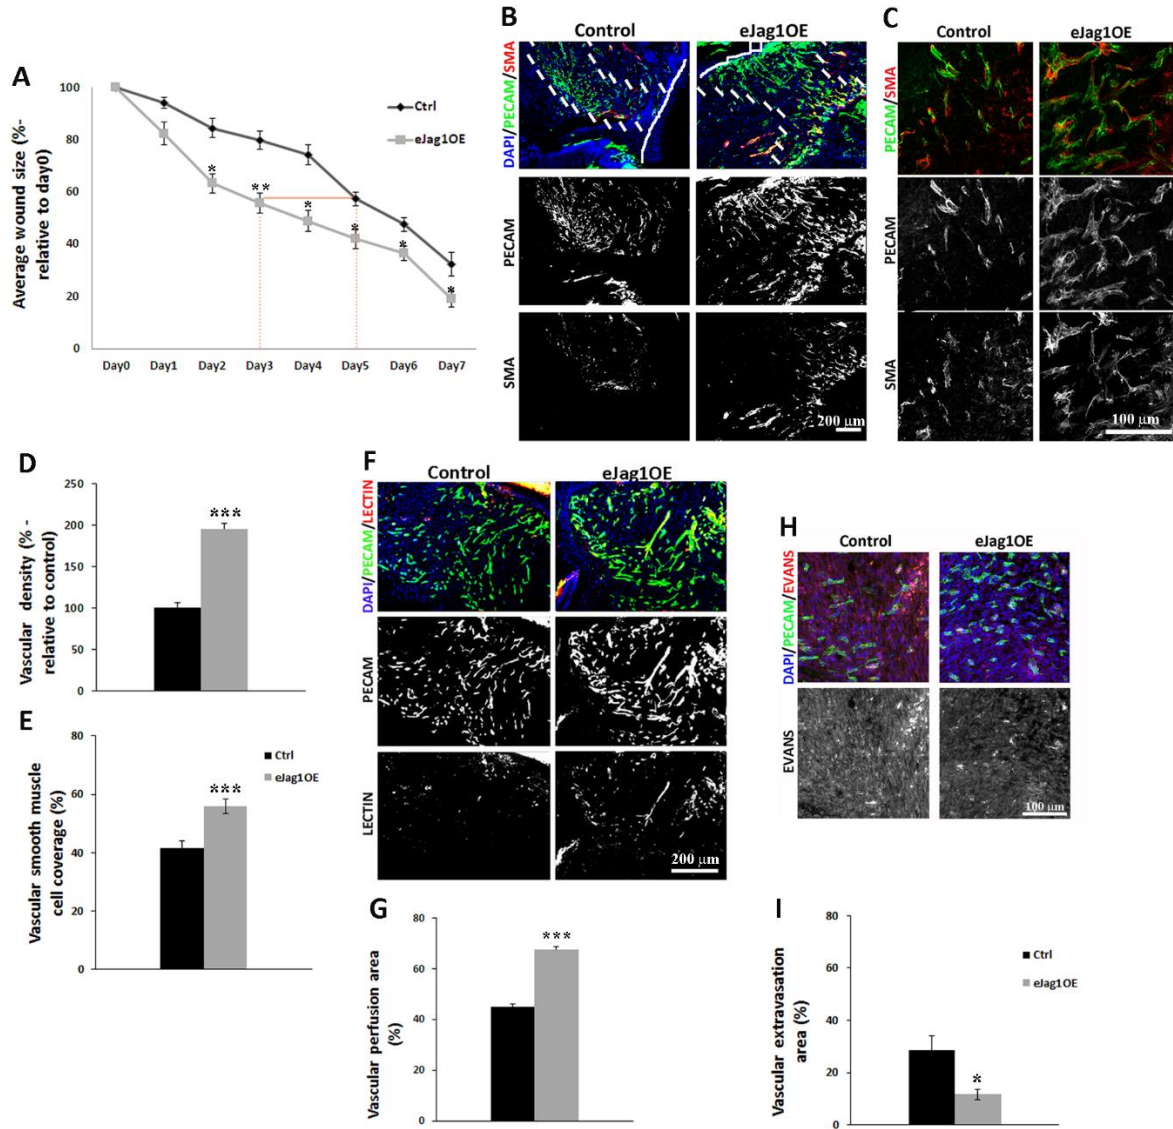 A
Average wound size (%-
relative to day0)
100
80
60
40
20
0
Day0 Day1 Day2 Day3 Day4 Day5 Day6 Day7
Ctrl
eJag1OE
*
**
*
*
*
*
B
Control eJag1OE
DAPI/PECAM/SMA
PECAM
SMA
200 µm
C
Control eJag1OE
PECAM/SMA
PECAM
SMA
100 µm
D
Vascular density (% -
relative to control)
250
200
150
100
50
0
***
E
Vascular smooth muscle
cell coverage (%)
80
60
40
20
0
***
Ctrl
eJag1OE
F
Control eJag1OE
DAPI/PECAM/LECTIN
PECAM
LECTIN
200 µm
G
Vascular perfusion area
(%)
80
60
40
20
0
***
H
Control eJag1OE
DAPI/PECAM/EVANS
EVANS
100 µm
I
Vascular extravasation
area (%)
80
60
40
20
0
*
Ctrl
eJag1OE